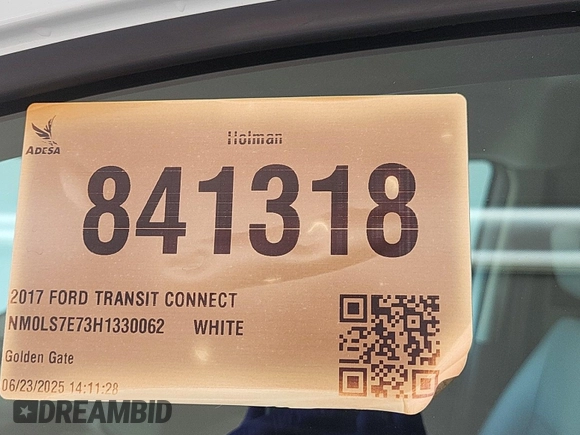 ADESA
Holman
841318
2017 FORD TRANSIT CONNECT
NM0LS7E73H1330062 WHITE
Golden Gate
06/23/2025 14:11:28
DREAMBID